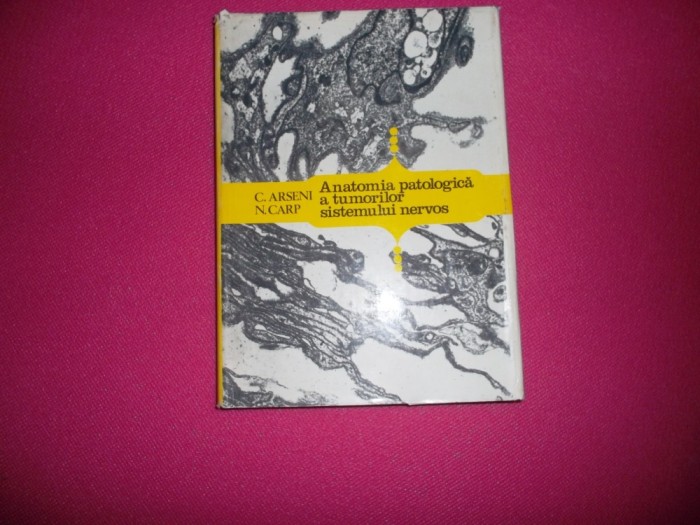 C. ARSENI
N. CARP
Anatomia patologică
a tumorilor
sistemului nervos